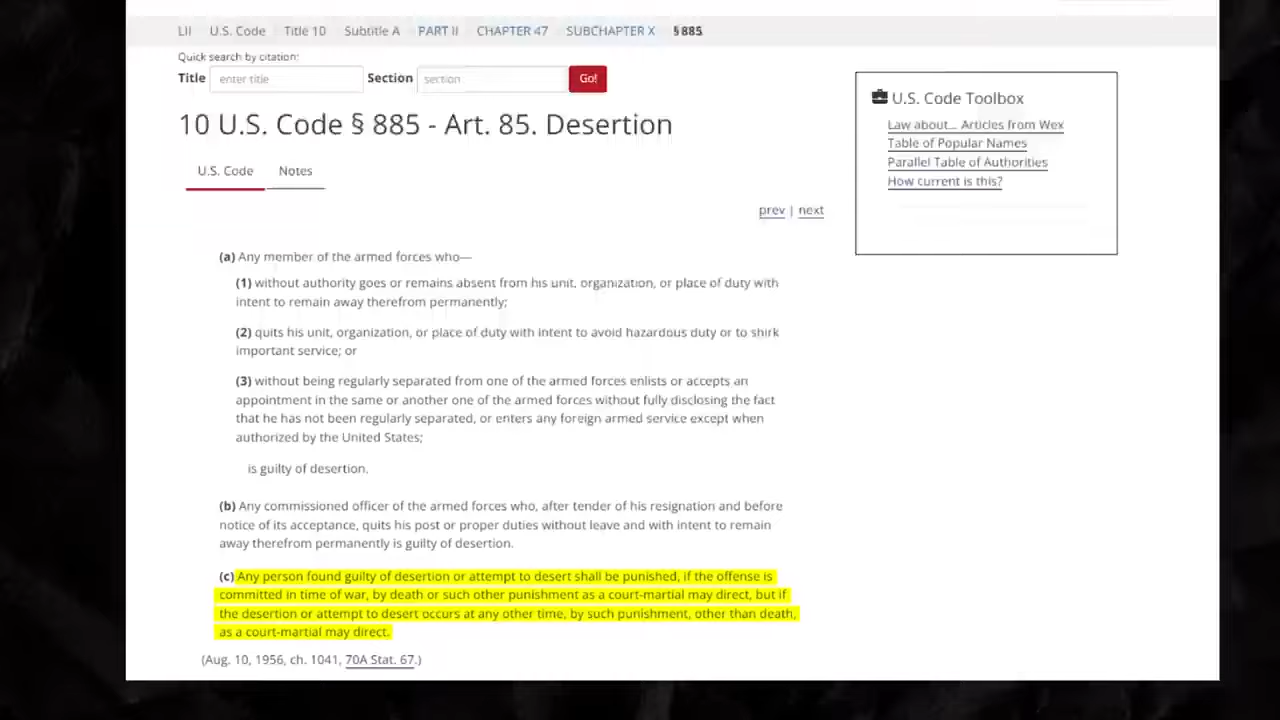 LII U.S. Code Title 10 Subtitle A PART II CHAPTER 47 SUBCHAPTER X § 885
Quick search by citation:
Title enter title Section section Go!
10 U.S. Code § 885 - Art. 85. Desertion
U.S. Code Notes
prev | next
(a) Any member of the armed forces who—
(1) without authority goes or remains absent from his unit, organization, or place of duty with
intent to remain away therefrom permanently;
(2) quits his unit, organization, or place of duty with intent to avoid hazardous duty or to shirk
important service; or
(3) without being regularly separated from one of the armed forces enlists or accepts an
appointment in the same or another one of the armed forces without fully disclosing the fact
that he has not been regularly separated, or enters any foreign armed service except when
authorized by the United States;
is guilty of desertion.
(b) Any commissioned officer of the armed forces who, after tender of his resignation and before
notice of its acceptance, quits his post or proper duties without leave and with intent to remain
away therefrom permanently is guilty of desertion.
(c) Any person found guilty of desertion or attempt to desert shall be punished, if the offense is
committed in time of war, by death or such other punishment as a court-martial may direct, but if
the desertion or attempt to desert occurs at any other time, by such punishment, other than death,
as a court-martial may direct.
(Aug. 10, 1956, ch. 1041, 70A Stat. 67.)
U.S. Code Toolbox
Law about... Articles from Wex
Table of Popular Names
Parallel Table of Authorities
How current is this?